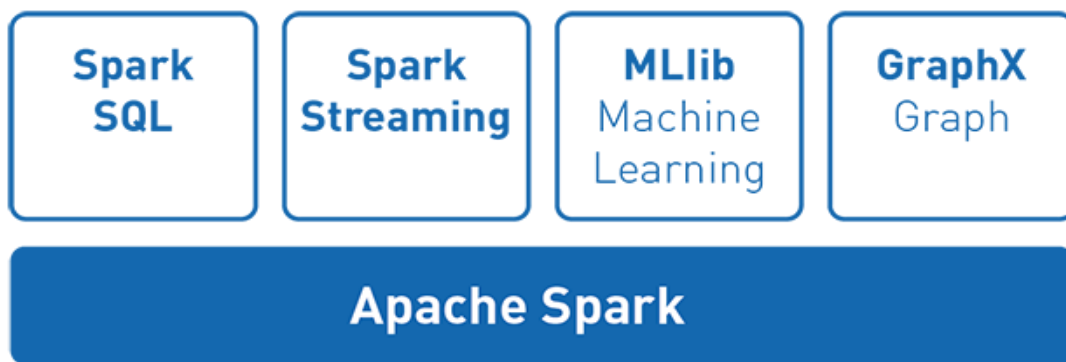 Spark
SQL
Spark
Streaming
MLlib
Machine
Learning
GraphX
Graph
Apache Spark